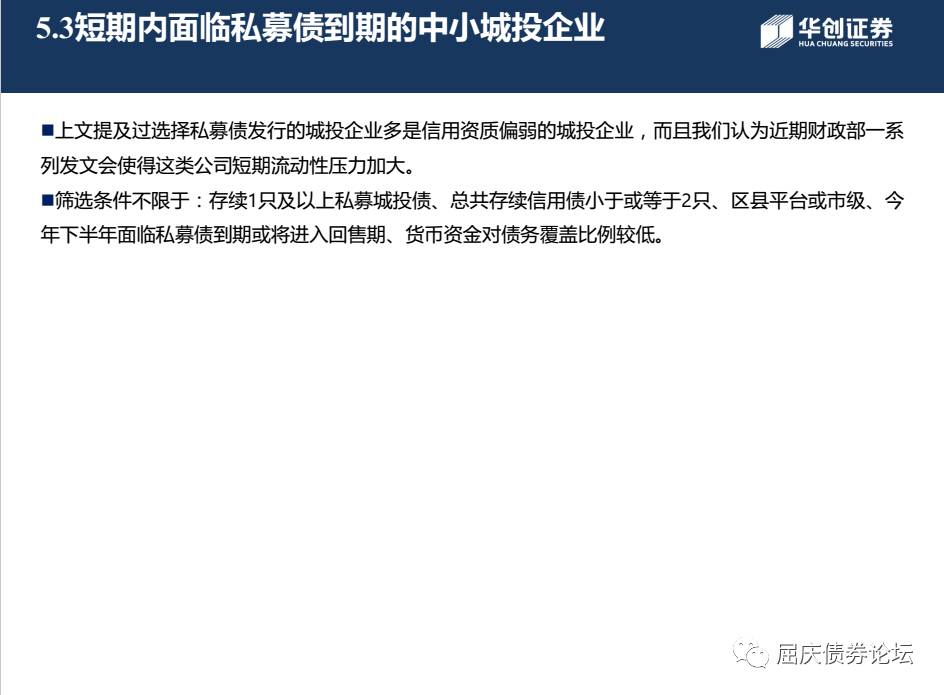 5.3短期内面临私募债到期的中小城投企业
华创证券
HUA CHUANG SECURITIES
■上文提及过选择私募债发行的城投企业多是信用资质偏弱的城投企业，而且我们认为近期财政部一系
列发文会使得这类公司短期流动性压力加大。
■筛选条件不限于：存续1只及以上私募城投债、总共存续信用债小于或等于2只、区县平台或市级、今
年下半年面临私募债到期或将进入回售期、货币资金对债务覆盖比例较低。
屈庆债券论坛